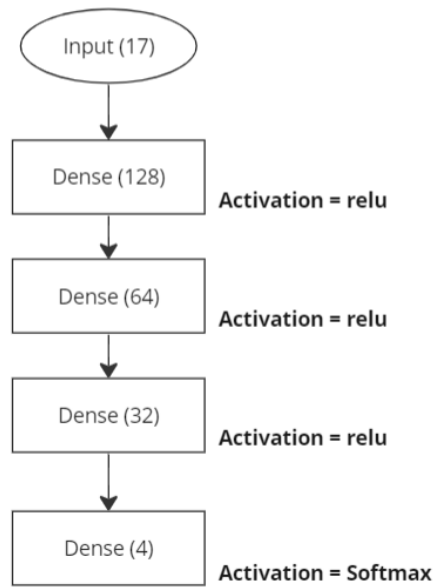 Input (17)
Dense (128)
Activation = relu
Dense (64)
Activation = relu
Dense (32)
Activation = relu
Dense (4)
Activation = Softmax